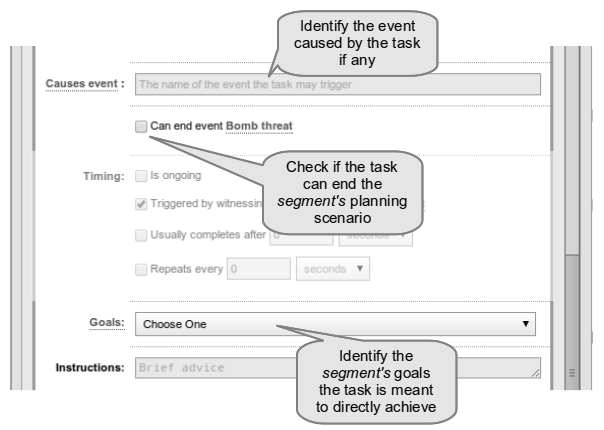 Identify the event
caused by the task
if any
Causes event :
The name of the event the task may trigger
Can end event Bomb threat
Check if the task
can end the
segment's planning
scenario
Timing:
Is ongoing
Triggered by witnessin
Usually completes after 0 seconds
Repeats every 0 seconds
Goals:
Choose One
Identify the
segment's goals
the task is meant
to directly achieve
Instructions:
Brief advice